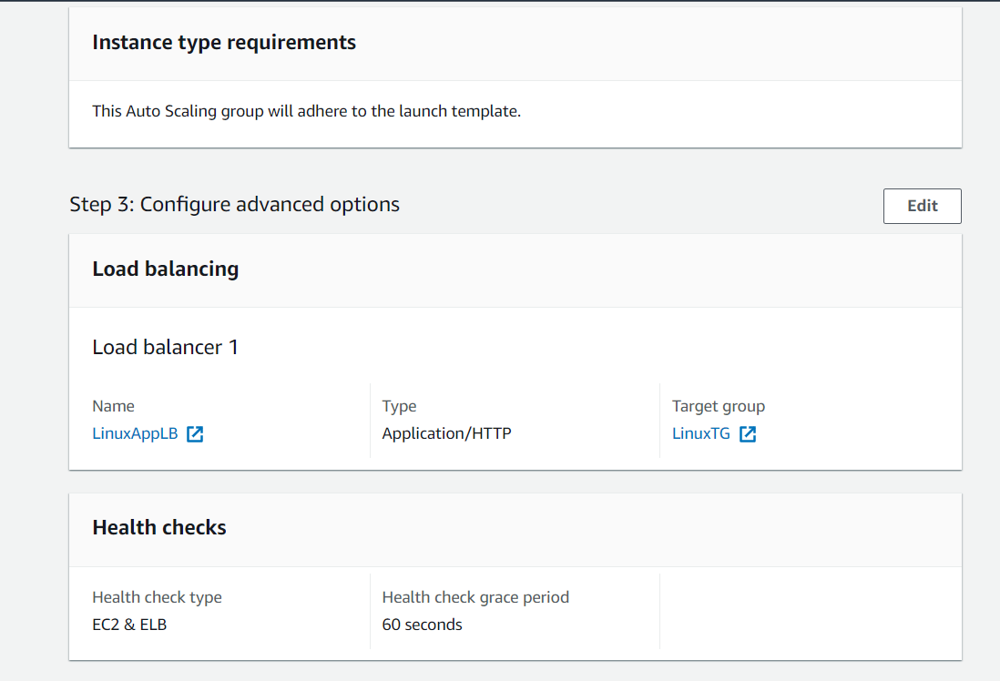 Instance type requirements
This Auto Scaling group will adhere to the launch template.
Step 3: Configure advanced options
Edit
Load balancing
Load balancer 1
Name
Type
Target group
LinuxAppLB
Application/HTTP
LinuxTG
Health checks
Health check type
Health check grace period
EC2 & ELB
60 seconds